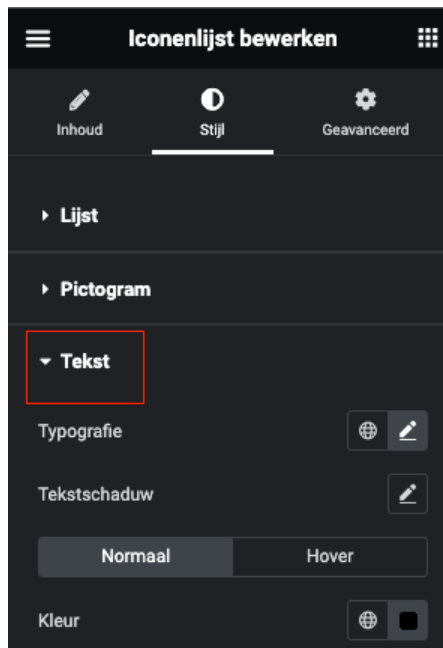 Iconenlijst bewerken
Inhoud
Stijl
Geavanceerd
Lijst
Pictogram
Tekst
Typografie
Tekstschaduw
Normaal
Hover
Kleur